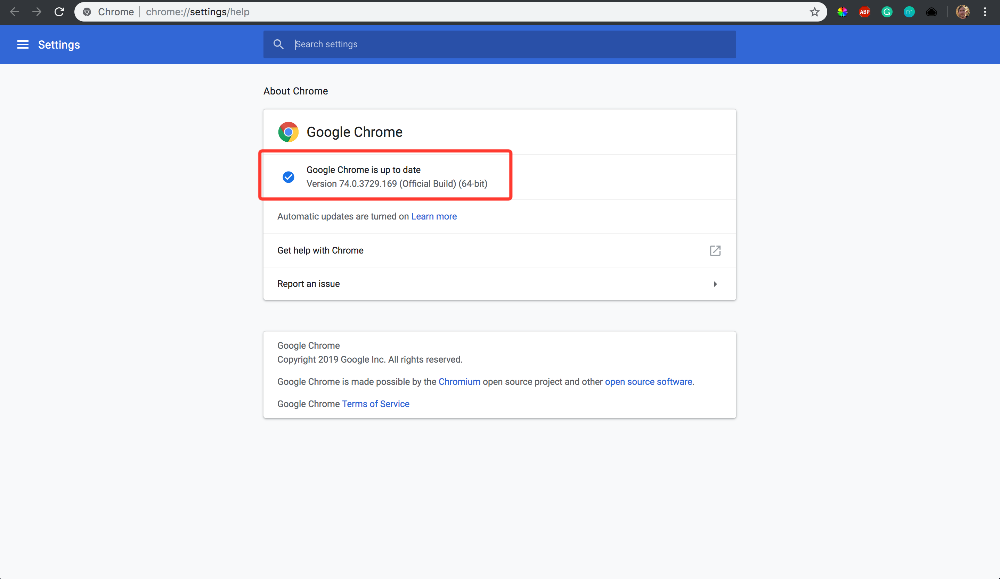 Chrome chrome://settings/help
ABP
G
m
Settings
Search settings
About Chrome
Google Chrome
Google Chrome is up to date
Version 74.0.3729.169 (Official Build) (64-bit)
Automatic updates are turned on Learn more
Get help with Chrome
Report an issue
Google Chrome
Copyright 2019 Google Inc. All rights reserved.
Google Chrome is made possible by the Chromium open source project and other open source software.
Google Chrome Terms of Service